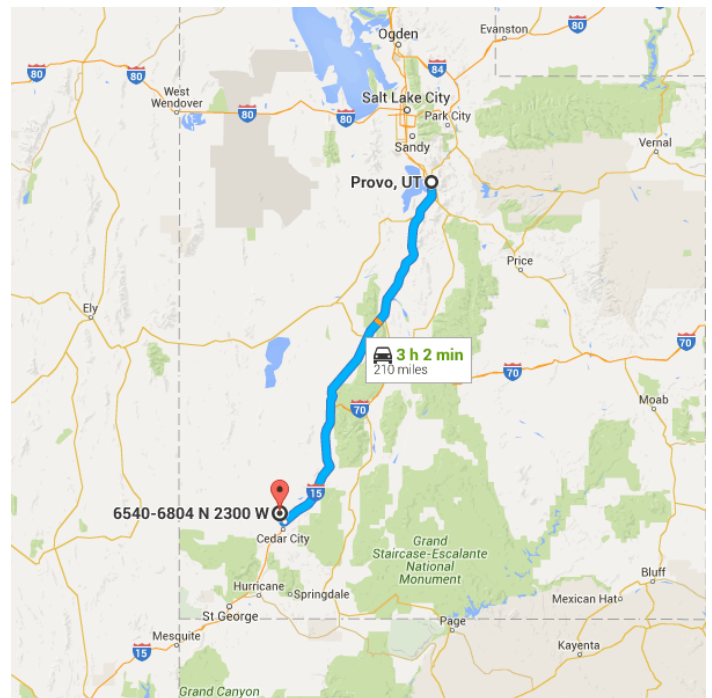 Evanston
Ogden
80
80
80
84
80
West
Wendover
80
Salt Lake City
80
Park City
Sandy
Vernal
Provo, UT
Price
Ely
3 h 2 min
210 miles
70
70
70
Moab
15
6540-6804 N 2300 W
Cedar City
Grand
Staircase-Escalante
National
Monument
Hurricane
Springdale
Bluff
Mexican Hat
St George
Page
Mesquite
15
Kayenta
Grand Canyon